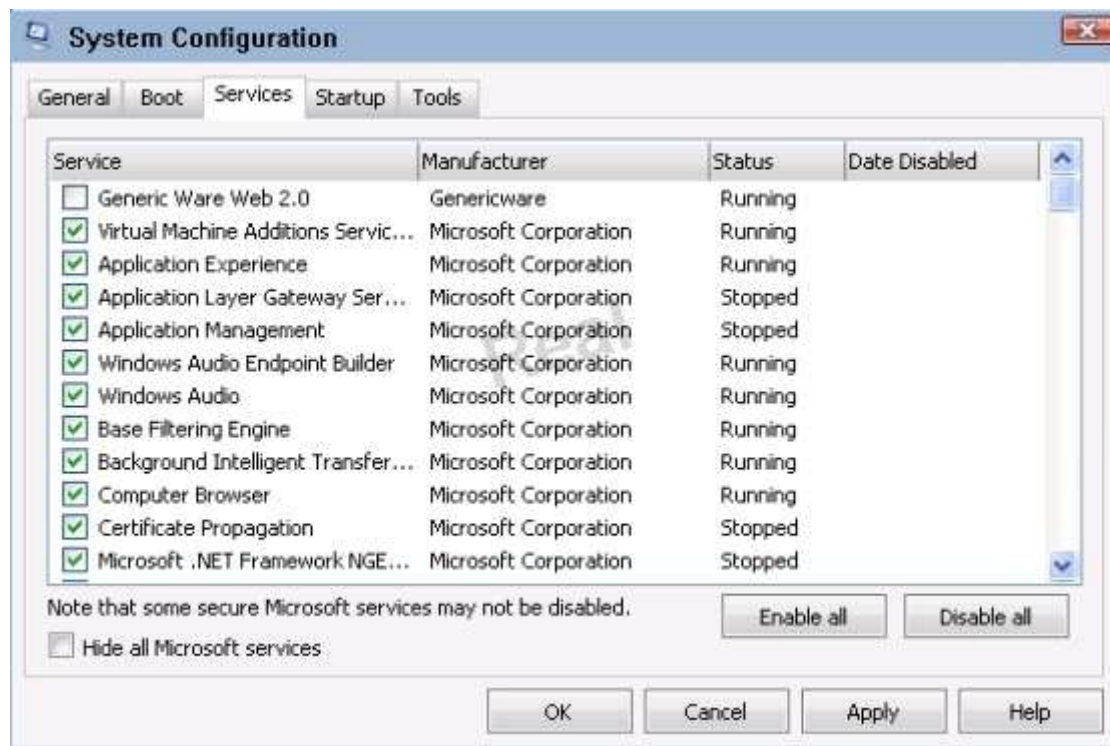 System Configuration
General Boot Services Startup Tools
Service Manufacturer Status Date Disabled
Generic Ware Web 2.0 Genericware Running
Virtual Machine Additions Servic... Microsoft Corporation Running
Application Experience Microsoft Corporation Running
Application Layer Gateway Ser... Microsoft Corporation Stopped
Application Management Microsoft Corporation Stopped
Windows Audio Endpoint Builder Microsoft Corporation Running
Windows Audio Microsoft Corporation Running
Base Filtering Engine Microsoft Corporation Running
Background Intelligent Transfer... Microsoft Corporation Running
Computer Browser Microsoft Corporation Running
Certificate Propagation Microsoft Corporation Stopped
Microsoft .NET Framework NGE... Microsoft Corporation Stopped
Real
Note that some secure Microsoft services may not be disabled.
Enable all Disable all
Hide all Microsoft services
OK Cancel Apply Help